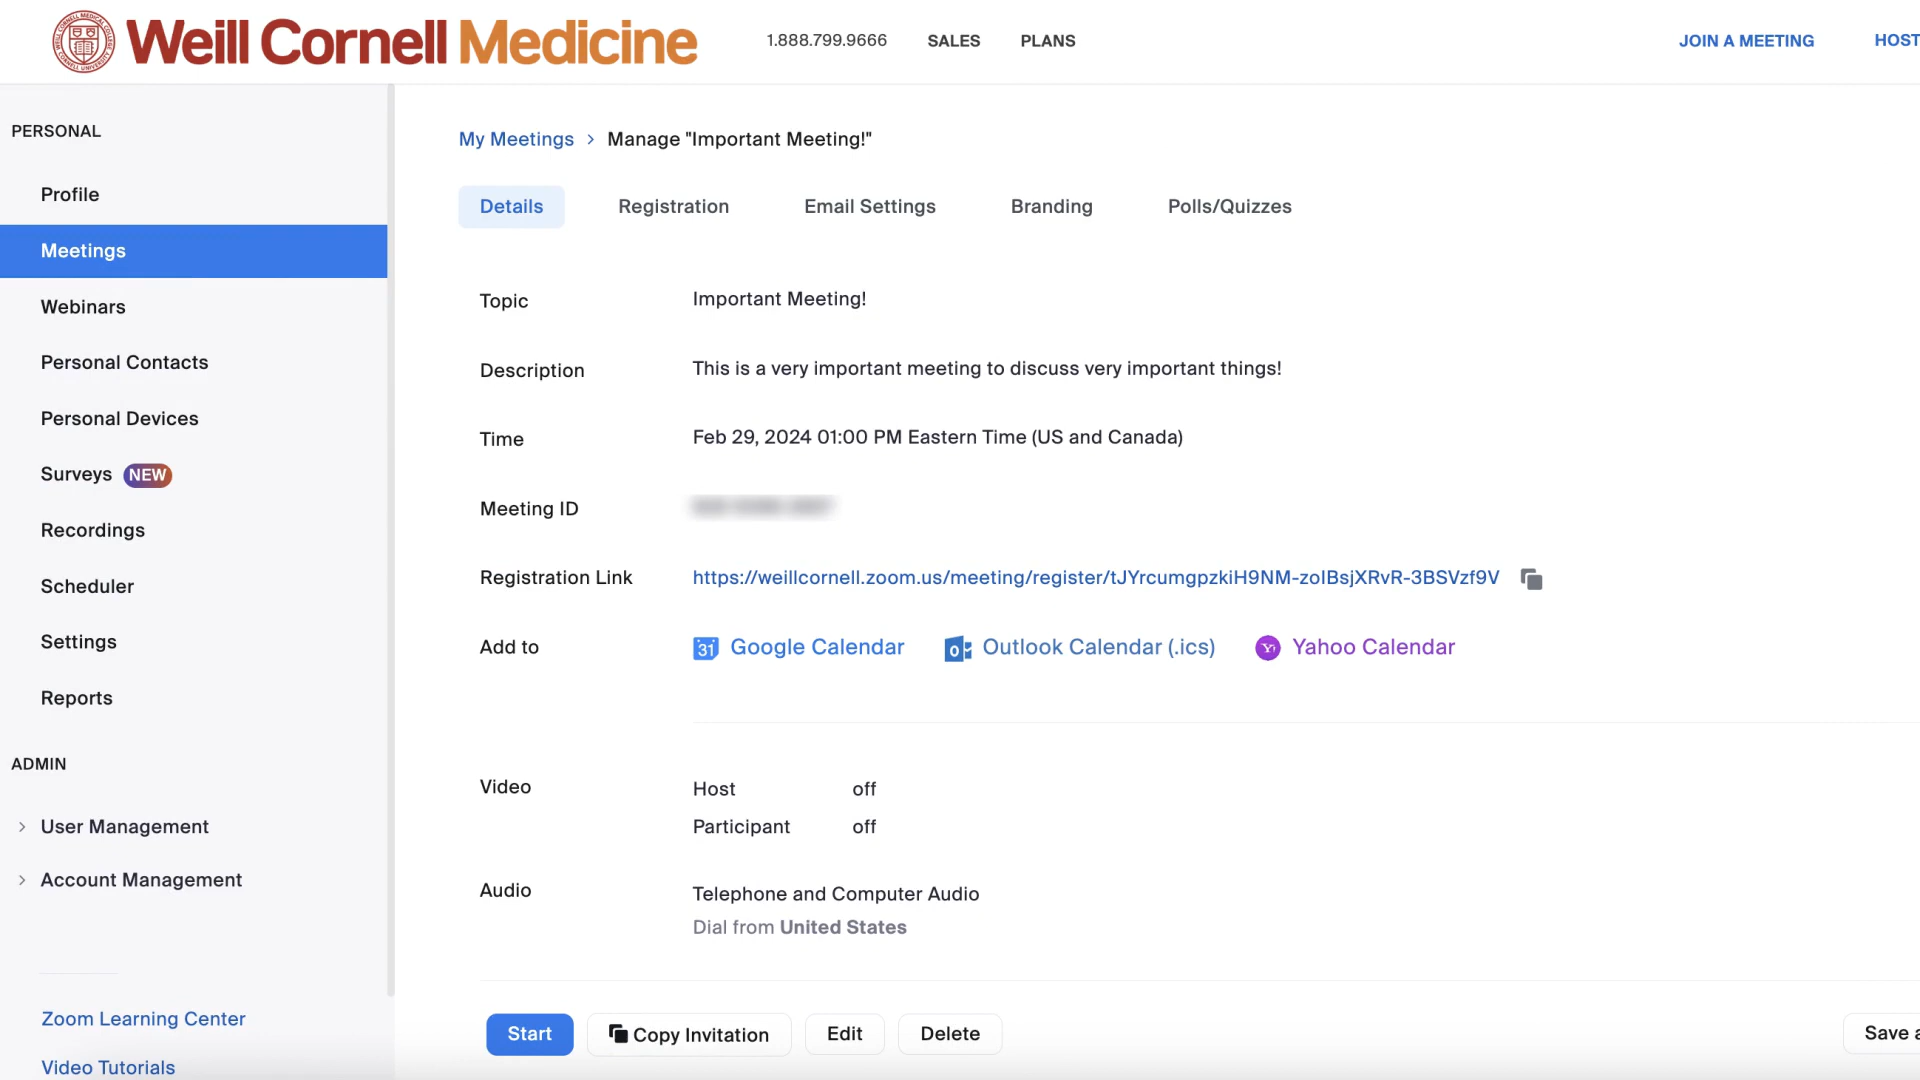 Weill Cornell Medicine
1.888.799.9666
SALES
PLANS
JOIN A MEETING
HOST
PERSONAL
Profile
Meetings
Webinars
Personal Contacts
Personal Devices
Surveys NEW
Recordings
Scheduler
Settings
Reports
ADMIN
User Management
Account Management
Zoom Learning Center
Video Tutorials
My Meetings > Manage "Important Meeting!"
Details
Registration
Email Settings
Branding
Polls/Quizzes
Topic
Important Meeting!
Description
This is a very important meeting to discuss very important things!
Time
Feb 29, 2024 01:00 PM Eastern Time (US and Canada)
Meeting ID
Registration Link
https://weillcornell.zoom.us/meeting/register/tJYrcumgpzkiH9NM-zoIBsjXRvR-3BSVzf9V
Add to
31 Google Calendar
Outlook Calendar (.ics)
Yahoo Calendar
Video
Host off
Participant off
Audio
Telephone and Computer Audio
Dial from United States
Start
Copy Invitation
Edit
Delete
Save